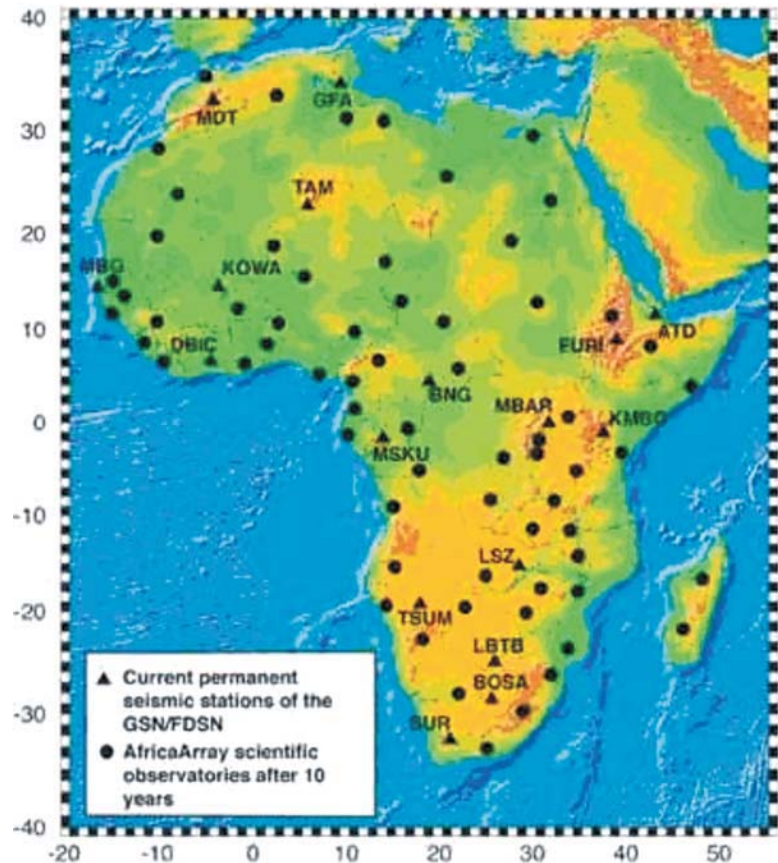 40
30
20
10
0
-10
-20
-30
-40
-20 -10 0 10 20 30 40 50
MDT
GFA
TAM
MBG
KOWA
DBIC
BNG
FURI
ATD
MBAR
KMBO
MSKU
LSZ
TSUM
LBTB
BOSA
SUR
Current permanent
seismic stations of the
GSN/FDSN
AfricaArray scientific
observatories after 10
years